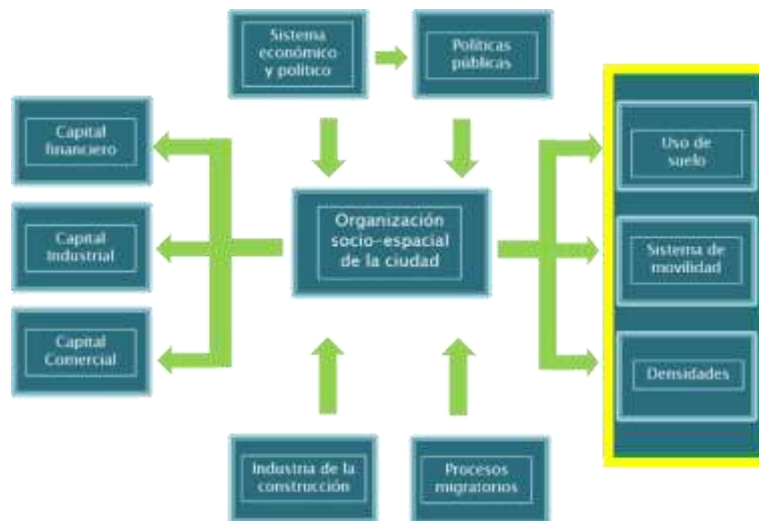 Sistema
económico
y político
Políticas
públicas
Capital
financiero
Uso de
suelo
Organización
socio-espacial
de la ciudad
Capital
Industrial
Sistema de
movilidad
Capital
Comercial
Densidades
Industria de la
construcción
Procesos
migratorios